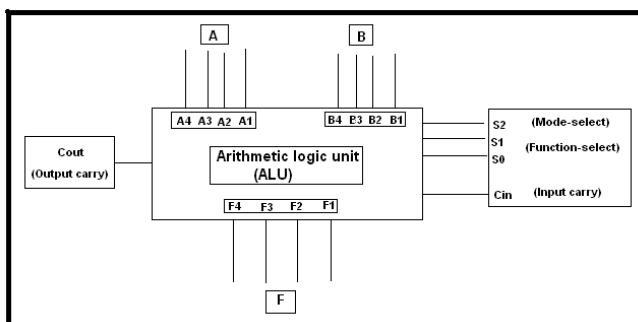 A
B
A4 A3 A2 A1
B4 B3 B2 B1
S2 (Mode-select)
S1
(Function-select)
S0
Cin (Input carry)
Cout
(Output carry)
Arithmetic logic unit
(ALU)
F4 F3 F2 F1
F